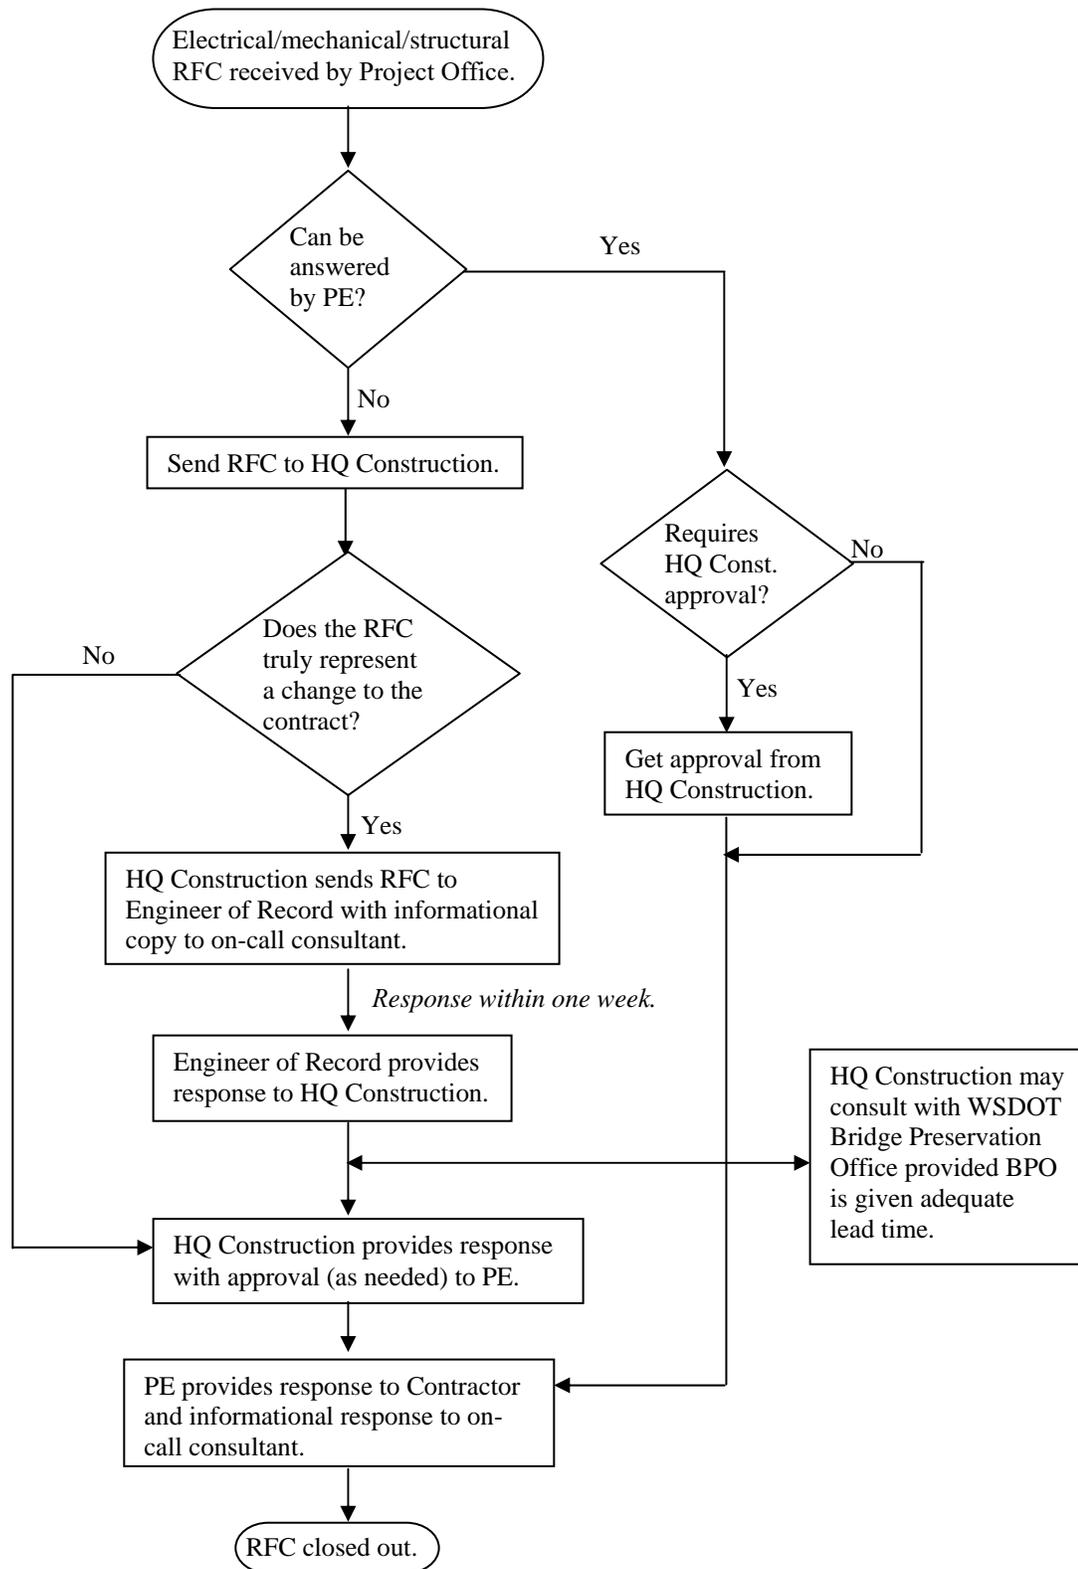 Electrical/mechanical/structural
RFC received by Project Office.
Can be
answered
by PE?
Yes
No
Send RFC to HQ Construction.
Requires
HQ Const.
approval?
No
Does the RFC
truly represent
a change to the
contract?
No
Yes
Get approval from
HQ Construction.
Yes
HQ Construction sends RFC to
Engineer of Record with informational
copy to on-call consultant.
Response within one week.
Engineer of Record provides
response to HQ Construction.
HQ Construction may
consult with WSDOT
Bridge Preservation
Office provided BPO
is given adequate
lead time.
HQ Construction provides response
with approval (as needed) to PE.
PE provides response to Contractor
and informational response to on-
call consultant.
RFC closed out.